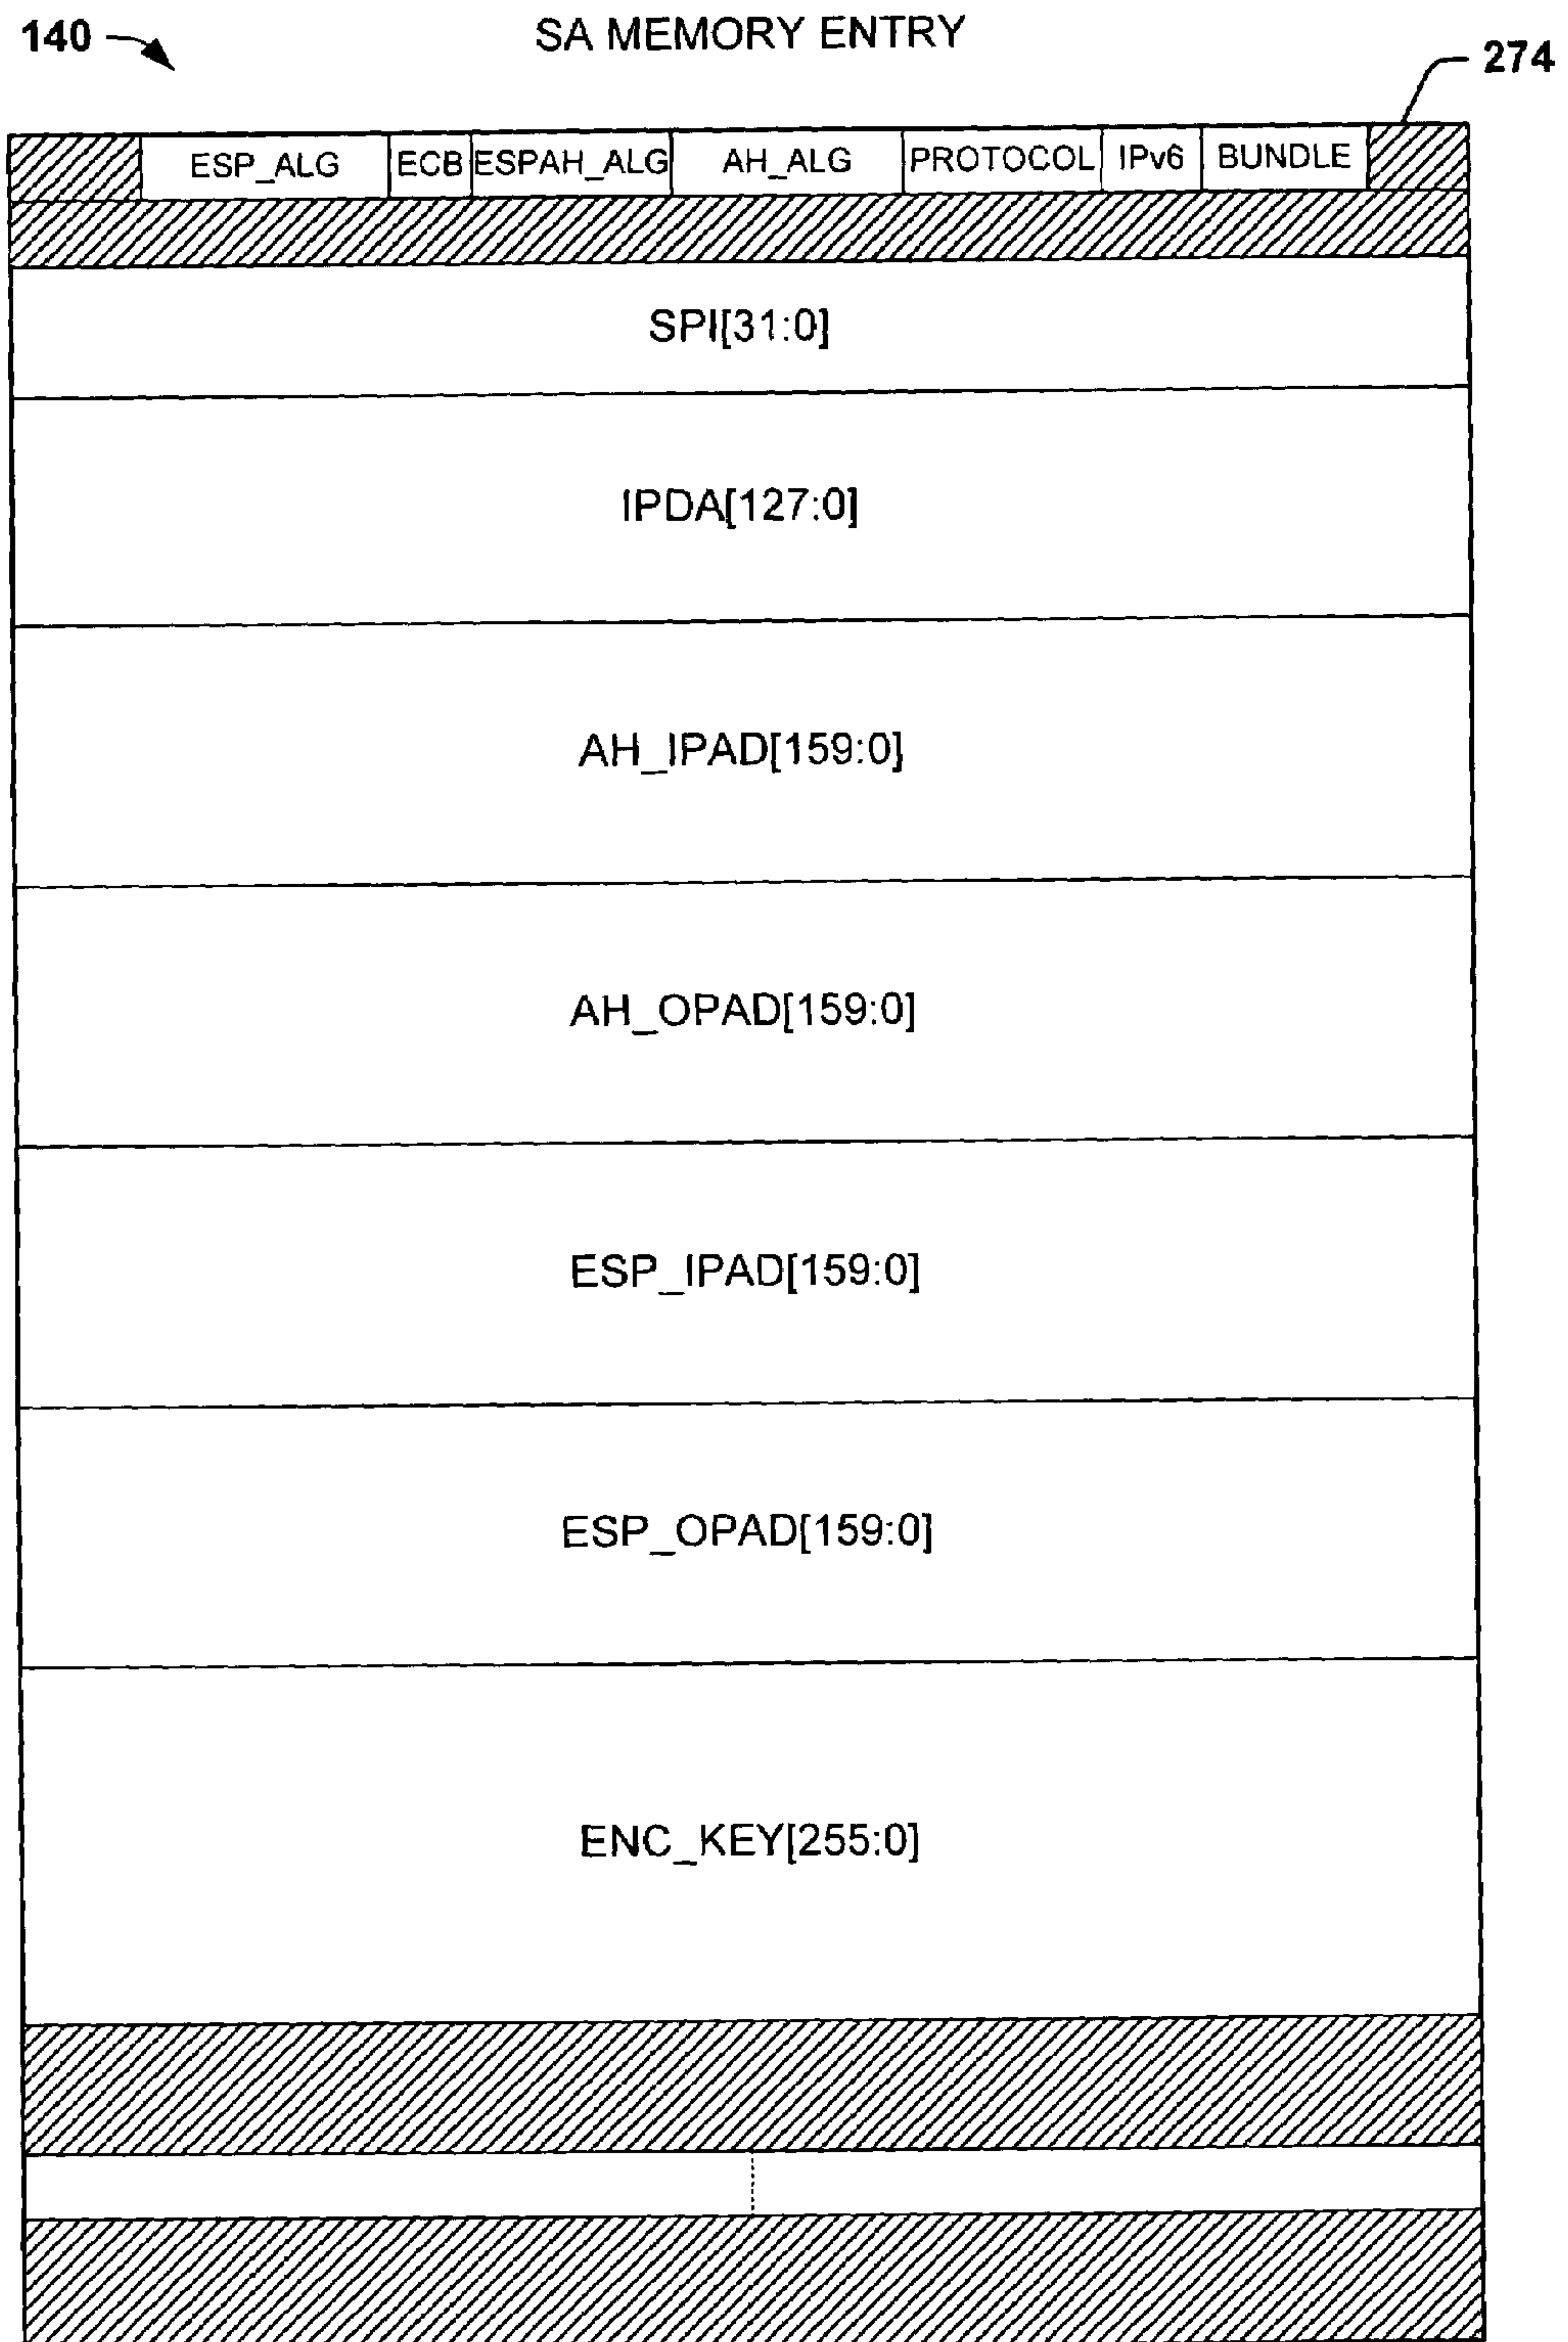 140
SA MEMORY ENTRY
274
ESP_ALG ECB ESPAH_ALG AH_ALG PROTOCOL IPv6 BUNDLE
SPI[31:0]
IPDA[127:0]
AH_IPAD[159:0]
AH_OPAD[159:0]
ESP_IPAD[159:0]
ESP_OPAD[159:0]
ENC_KEY[255:0]